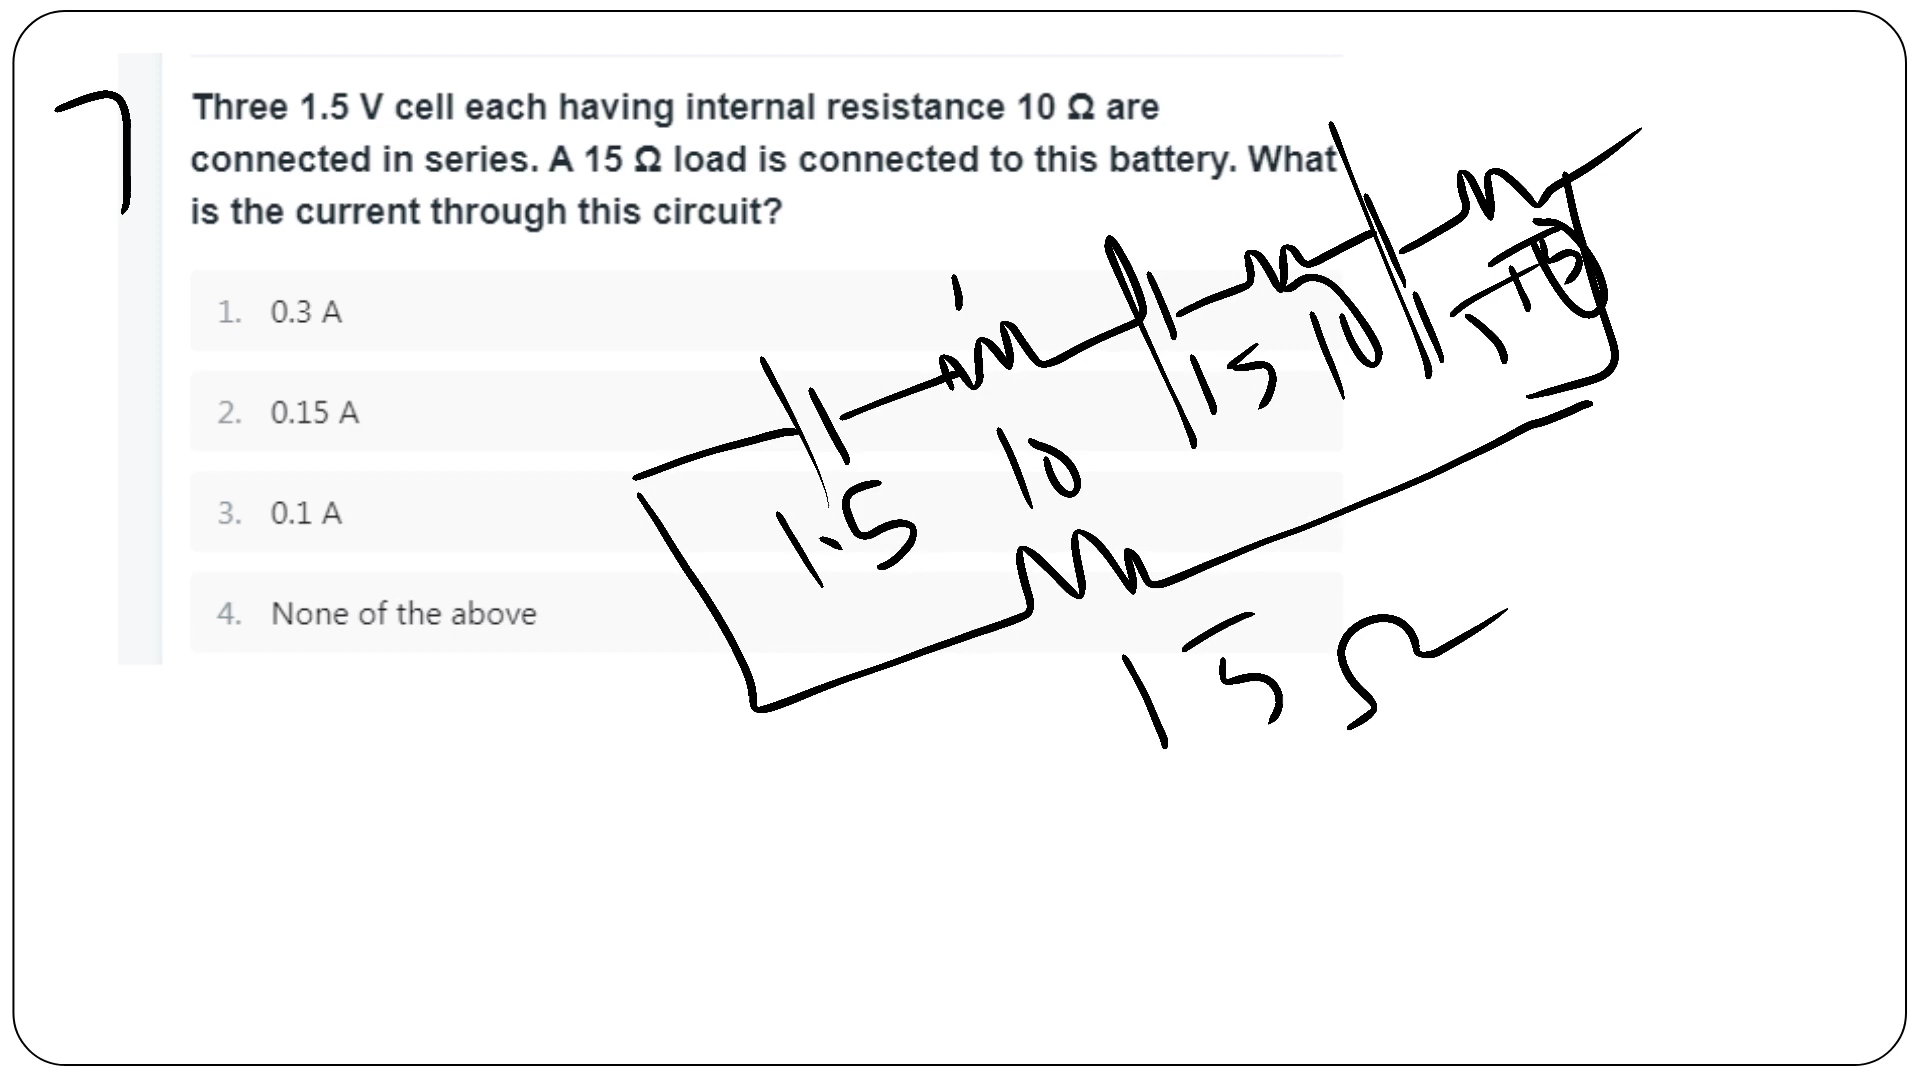 7
Three 1.5 V cell each having internal resistance 10 Ω are
connected in series. A 15 Ω load is connected to this battery. What
is the current through this circuit?
1. 0.3 A
2. 0.15 A
3. 0.1 A
4. None of the above
1.5
10
15
10
15 Ω